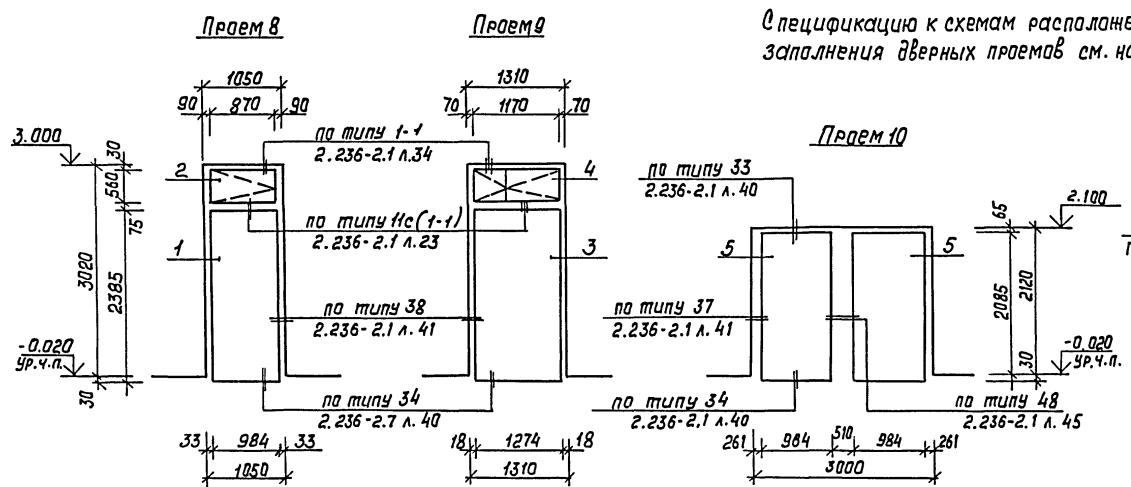 Проем 8
Проем 9
Спецификацию к схемам располож
заполнения дверных проемов см. на
1050
90 870 90
1310
70 1170 70
Проем 10
3.000
30
560
75
3020
2385
2
4
по типу 1-1
2.236-2.1 л.34
по типу 11с(1-1)
2.236-2.1 л.23
1
3
по типу 33
2.236-2.1 л.40
5
5
65
2.100
2085
2120
по типу 38
2.236-2.1 л.41
по типу 37
2.236-2.1 л.41
-0.020
ур.ч.п.
30
-0.020
ур.ч.п.
30
по типу 34
2.236-2.7 л.40
по типу 34
2.236-2.1 л.40
по типу 48
2.236-2.1 л.45
33 984 33
1050
18 1274 18
1310
261 984 510 984 261
3000